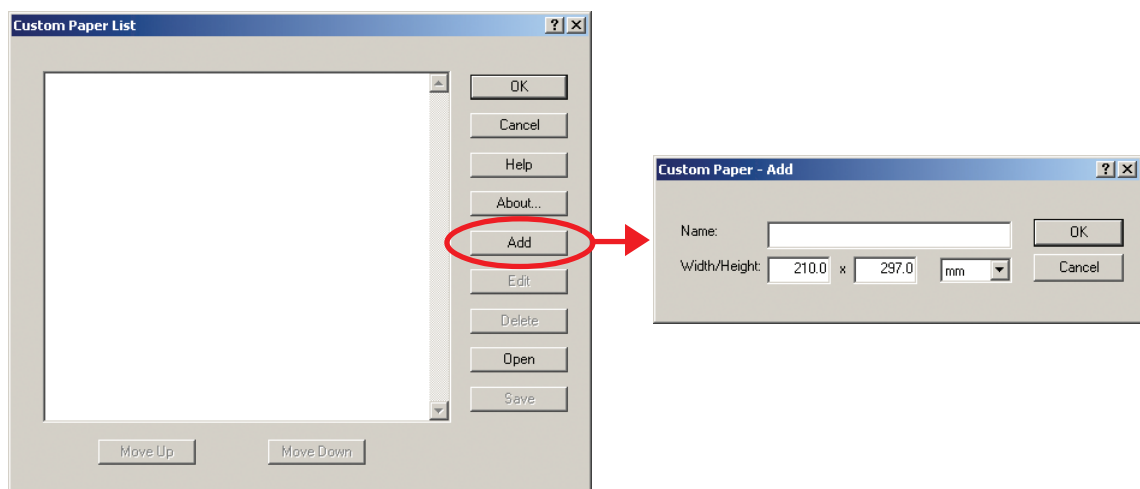 Custom Paper List
OK
Cancel
Help
About...
Add
Edit
Delete
Open
Save
Move Up Move Down
Custom Paper - Add
Name: OK
Width/Height: 210.0 x 297.0 mm Cancel